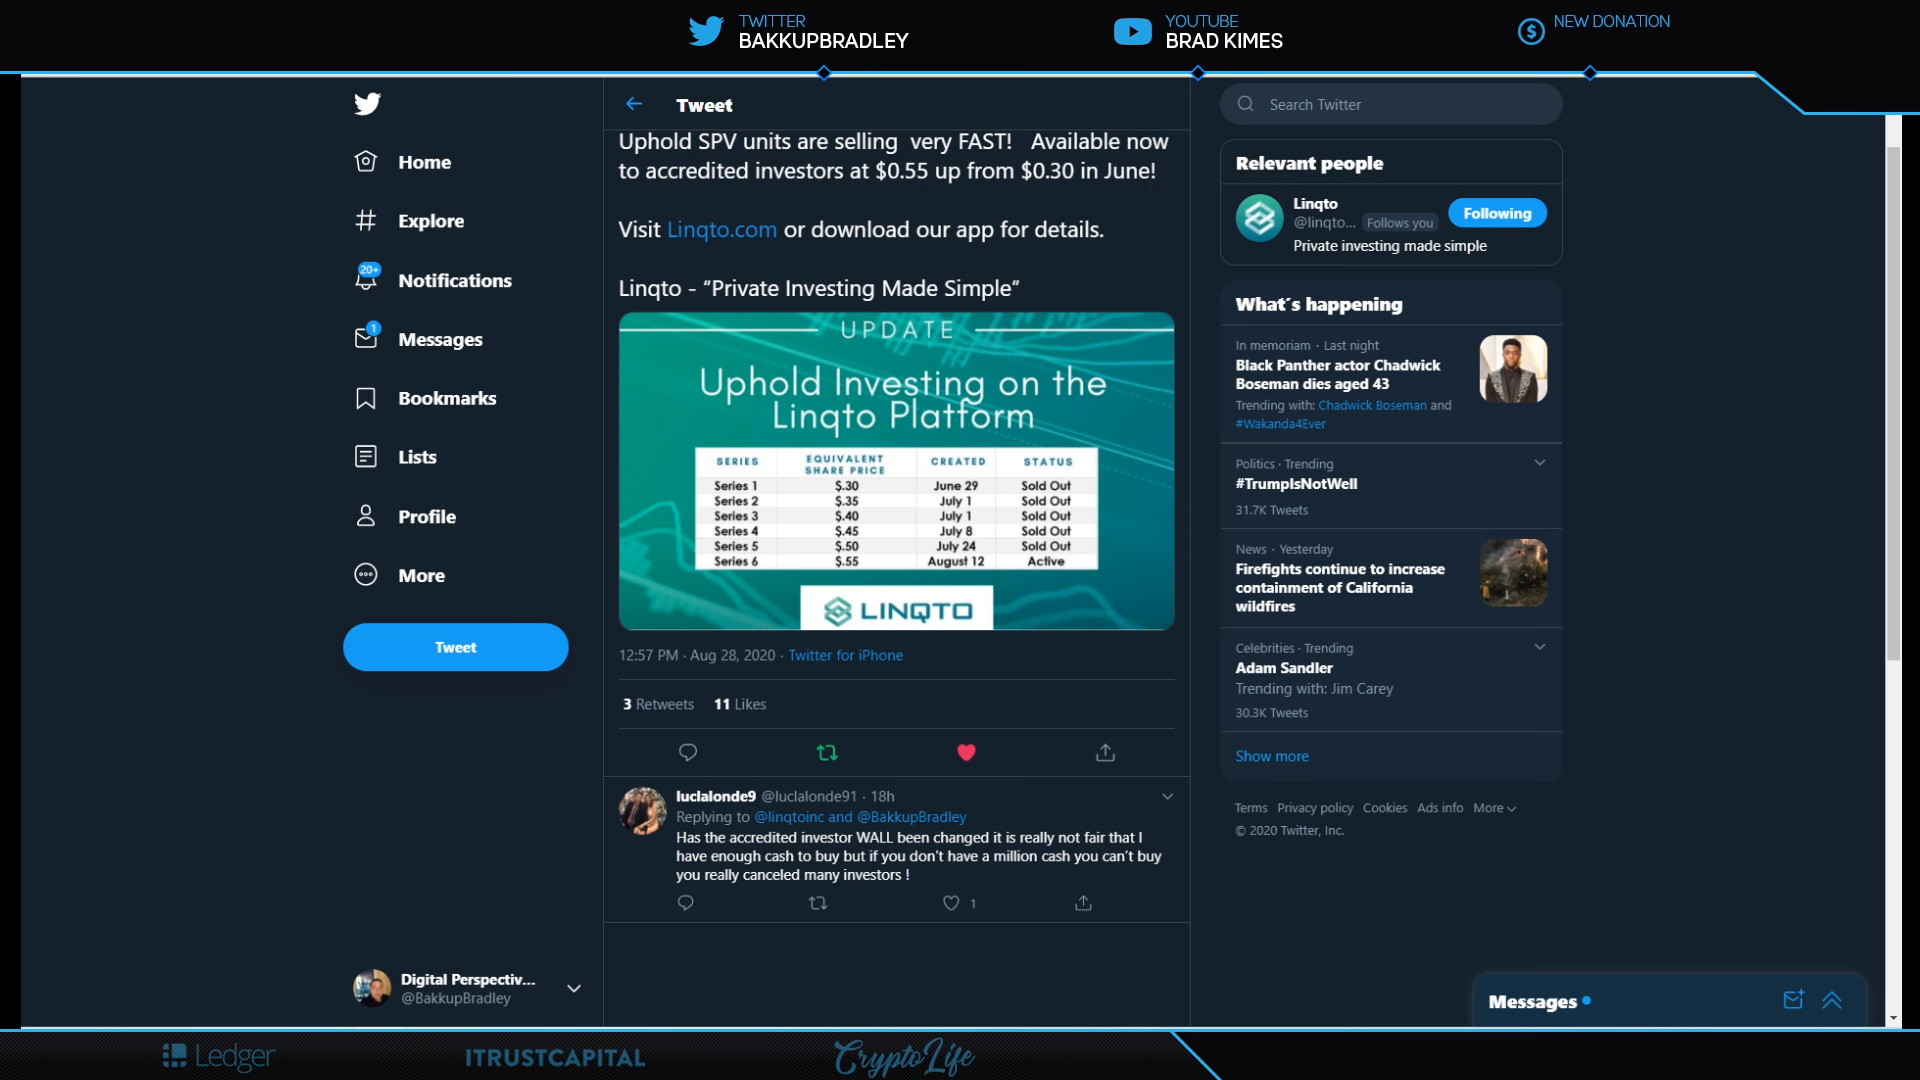 TWITTER
BAKKUPBRADLEY
YOUTUBE
BRAD KIMES
NEW DONATION
Home
Explore
20+
Notifications
1
Messages
Bookmarks
Lists
Profile
More
Tweet
Digital Perspectiv...
@BakkupBradley
Tweet
Uphold SPV units are selling very FAST! Available now
to accredited investors at $0.55 up from $0.30 in June!
Visit Linqto.com or download our app for details.
Linqto - “Private Investing Made Simple”
UPDATE
Uphold Investing on the
Linqto Platform
SERIES EQUIVALENT SHARE PRICE CREATED STATUS
Series 1 $.30 June 29 Sold Out
Series 2 $.35 July 1 Sold Out
Series 3 $.40 July 1 Sold Out
Series 4 $.45 July 8 Sold Out
Series 5 $.50 July 24 Sold Out
Series 6 $.55 August 12 Active
LINQTO
12:57 PM · Aug 28, 2020 · Twitter for iPhone
3 Retweets 11 Likes
luclalonde9 @luclalonde91 · 18h
Replying to @linqtoinc and @BakkupBradley
Has the accredited investor WALL been changed it is really not fair that I
have enough cash to buy but if you don’t have a million cash you can’t buy
you really canceled many investors !
1
Search Twitter
Relevant people
Linqto
@linqto... Follows you
Following
Private investing made simple
What´s happening
In memoriam · Last night
Black Panther actor Chadwick
Boseman dies aged 43
Trending with: Chadwick Boseman and
#Wakanda4Ever
Politics · Trending
#TrumpIsNotWell
31.7K Tweets
News · Yesterday
Firefights continue to increase
containment of California
wildfires
Celebrities · Trending
Adam Sandler
Trending with: Jim Carey
30.3K Tweets
Show more
Terms Privacy policy Cookies Ads info More
© 2020 Twitter, Inc.
Messages
Ledger
ITRUSTCAPITAL
CryptoLife